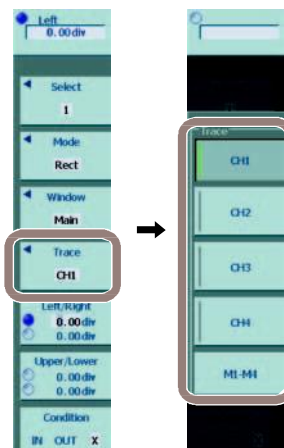 Left
0.00div
Select
1
Mode
Rect
Window
Main
Trace
CH1
Left/Right
0.00div
0.00div
Upper/Lower
0.00div
0.00div
Condition
IN OUT X
Trace
CH1
CH2
CH3
CH4
M1-M4